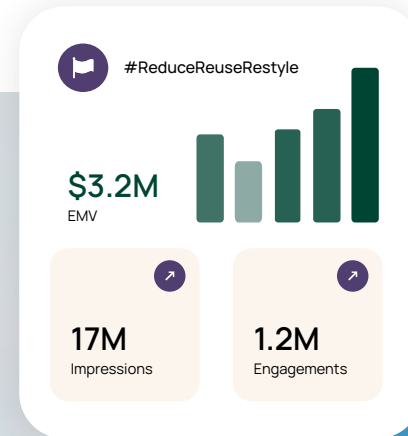 #ReduceReuseRestyle
$3.2M
EMV
17M
Impressions
1.2M
Engagements